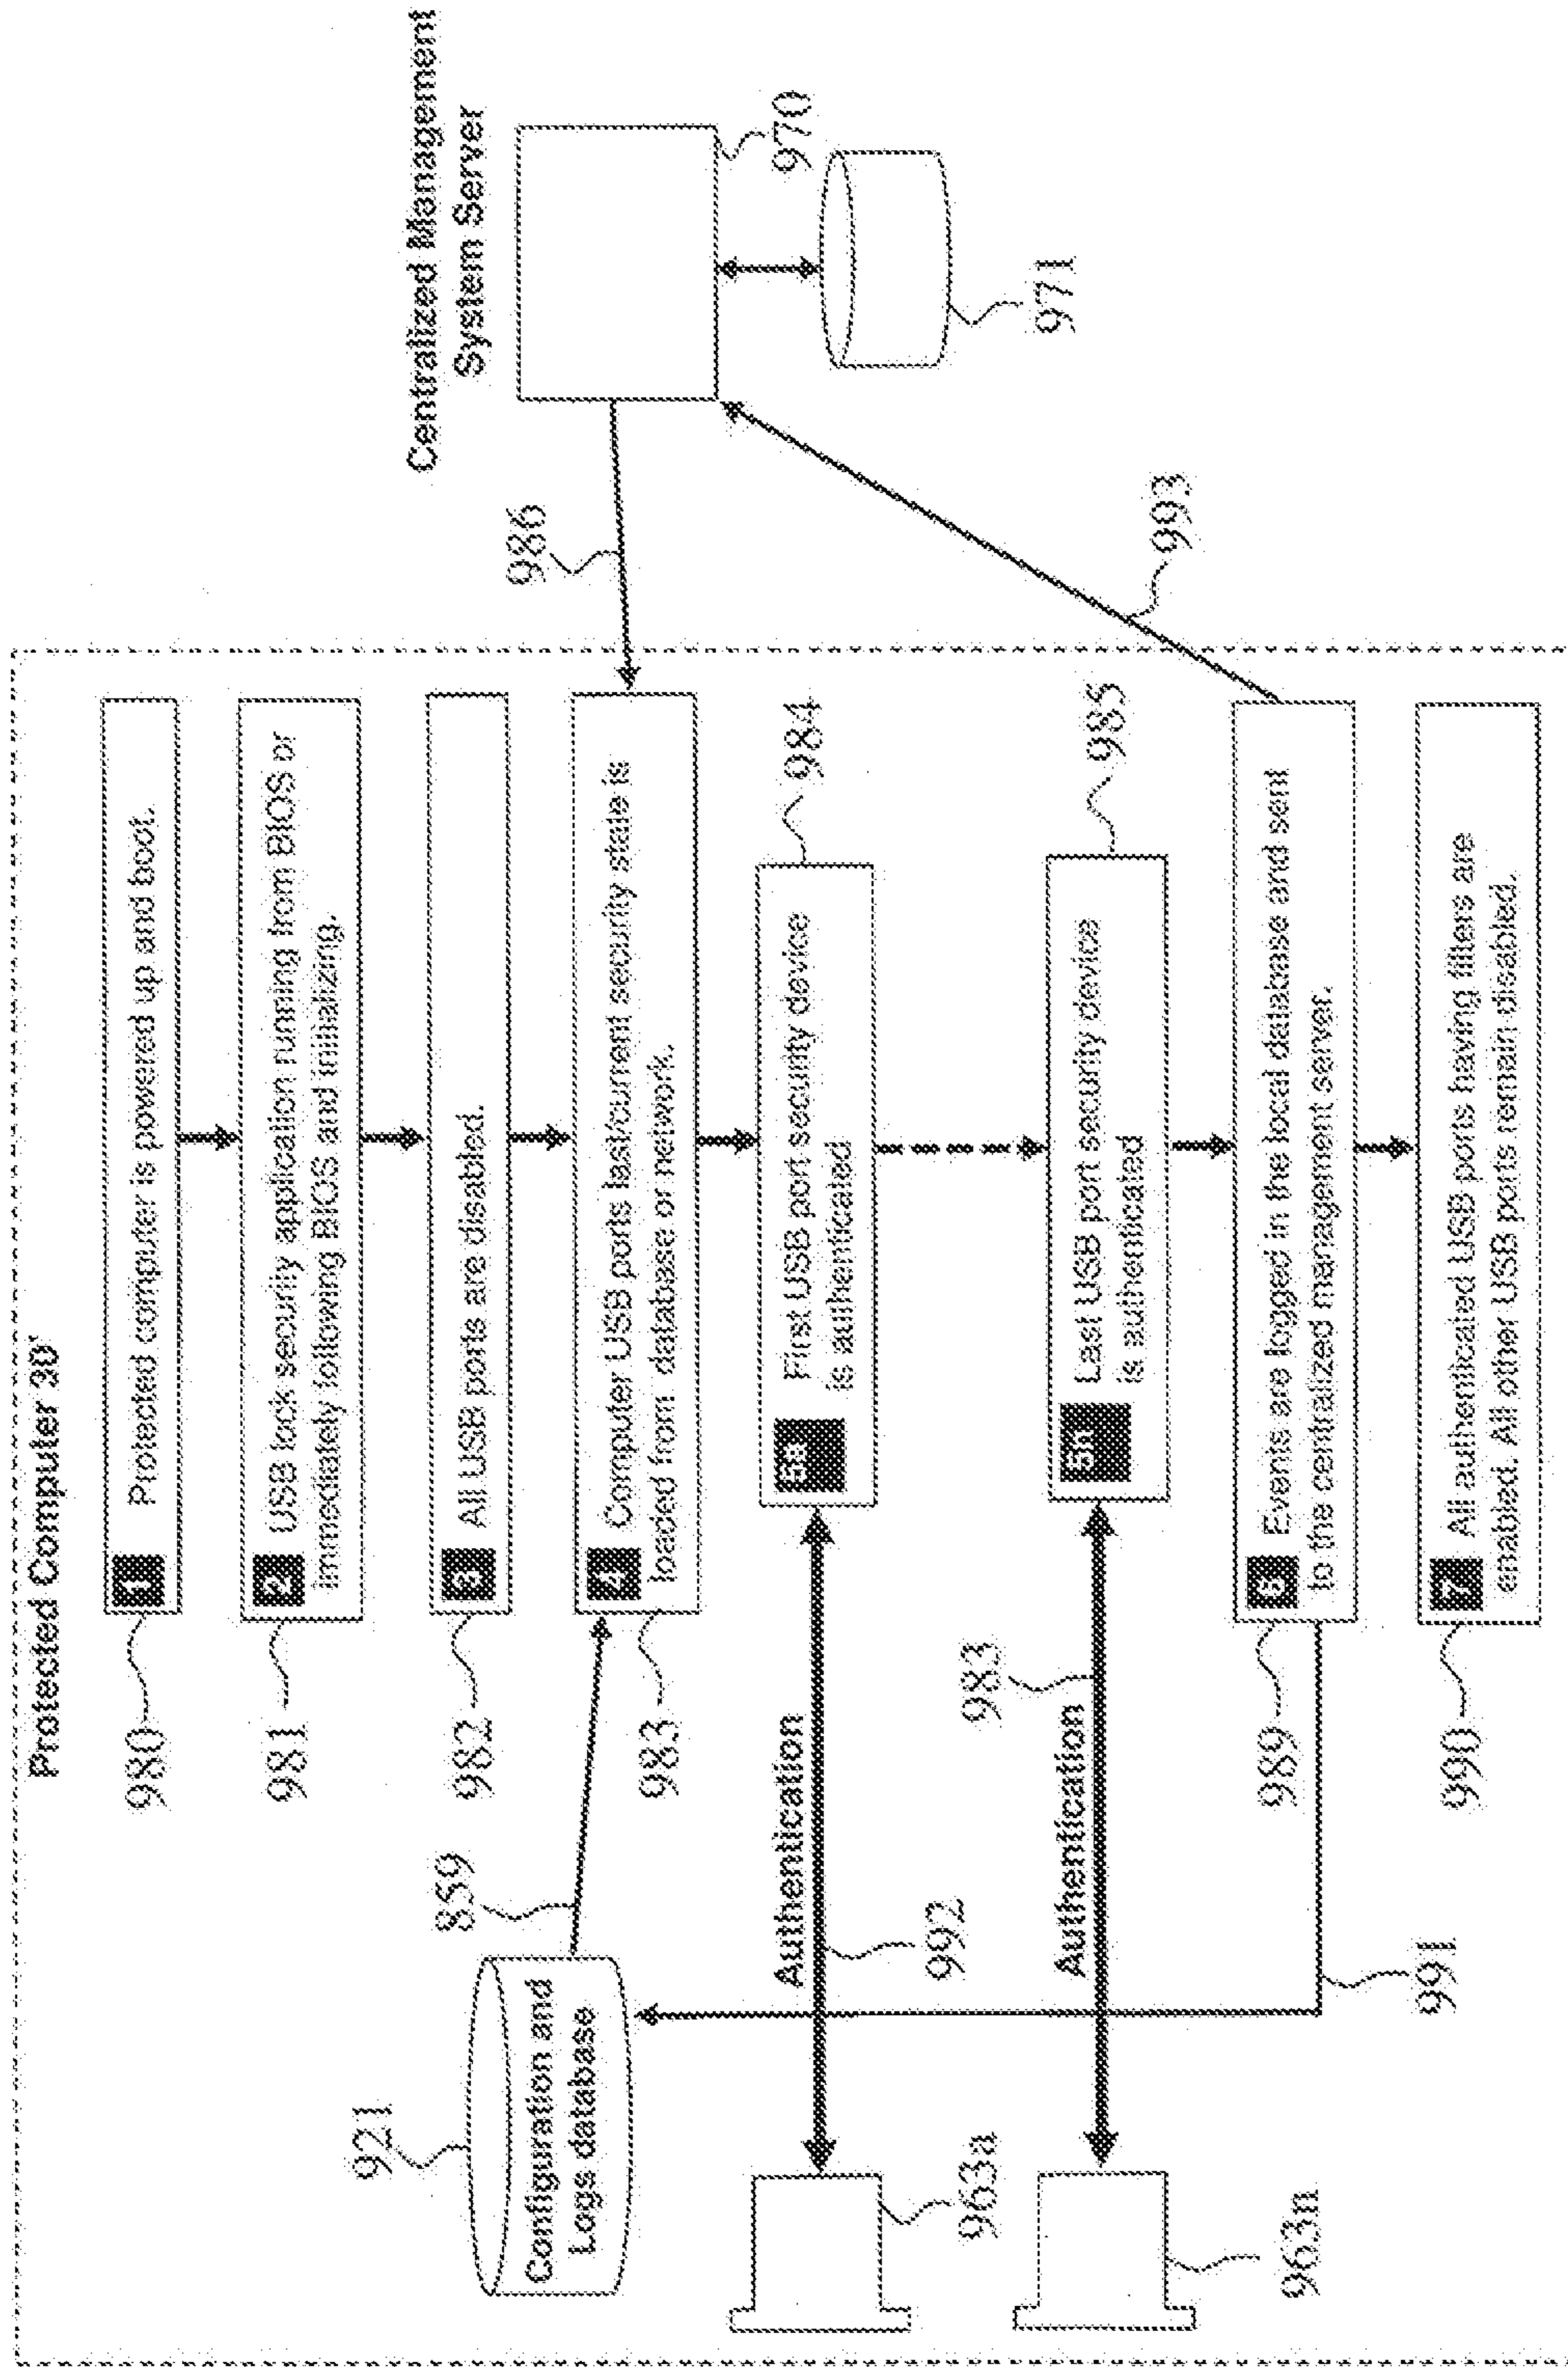 Protected Computer 30'
980
1 Protected computer is powered up and boot.
981
2 USB lock security application running from BIOS or
immediately following BIOS and initializing.
982
3 All USB ports are disabled.
983
4 Computer USB ports last/current security state is
loaded from database or network.
859
921
Configuration and
Logs database
986
Centralized Management
System Server
970
971
5a First USB port security device
is authenticated
984
Authentication
992
963a
5n Last USB port security device
is authenticated
985
Authentication
983
963n
989
6 Events are logged in the local database and sent
to the centralized management server.
993
991
990
7 All authenticated USB ports having filters are
enabled. All other USB ports remain disabled.